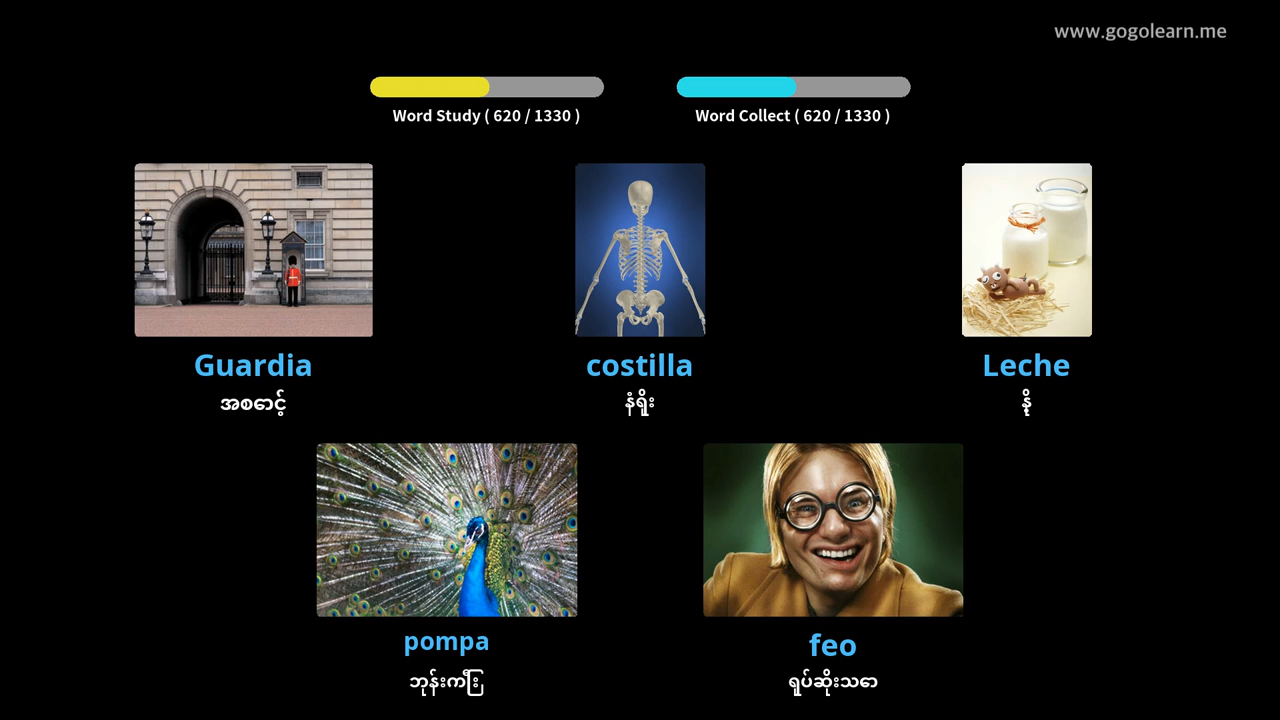 www.gogolearn.me
Word Study ( 620 / 1330 )
Word Collect ( 620 / 1330 )
Guardia
အစောင့်
costilla
နံရိုး
Leche
နို့
pompa
ဘုန်းကြီး
feo
ရုပ်ဆိုးသော